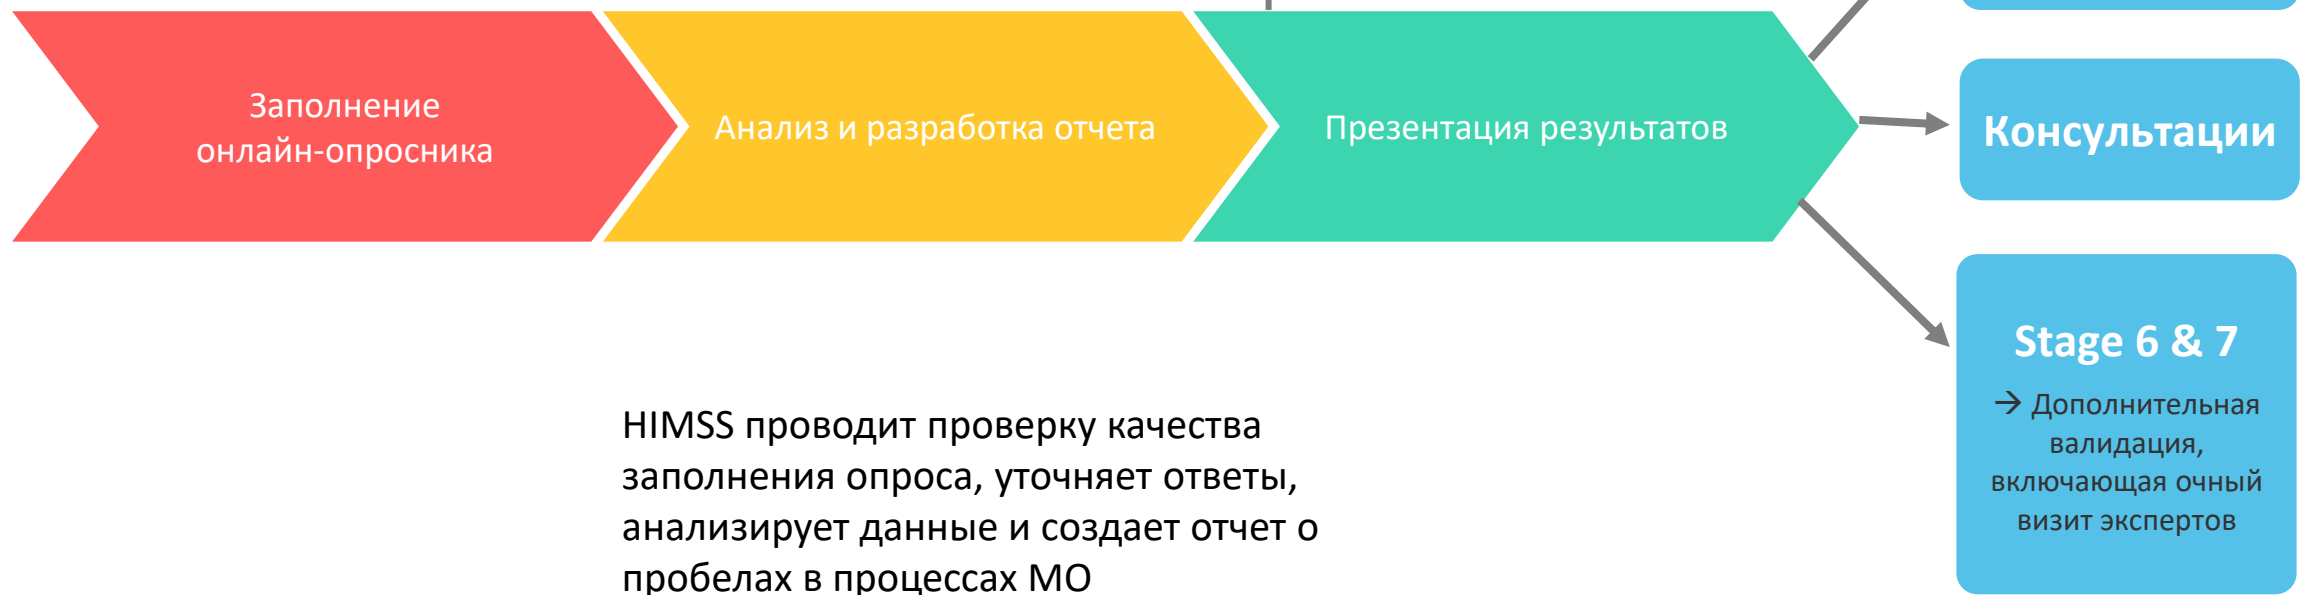 Заполнение
онлайн-опросника
Анализ и разработка отчета
Презентация результатов
Консультации
Stage 6 & 7
→ Дополнительная
валидация,
включающая очный
визит экспертов
HIMSS проводит проверку качества
заполнения опроса, уточняет ответы,
анализирует данные и создает отчет о
пробелах в процессах МО